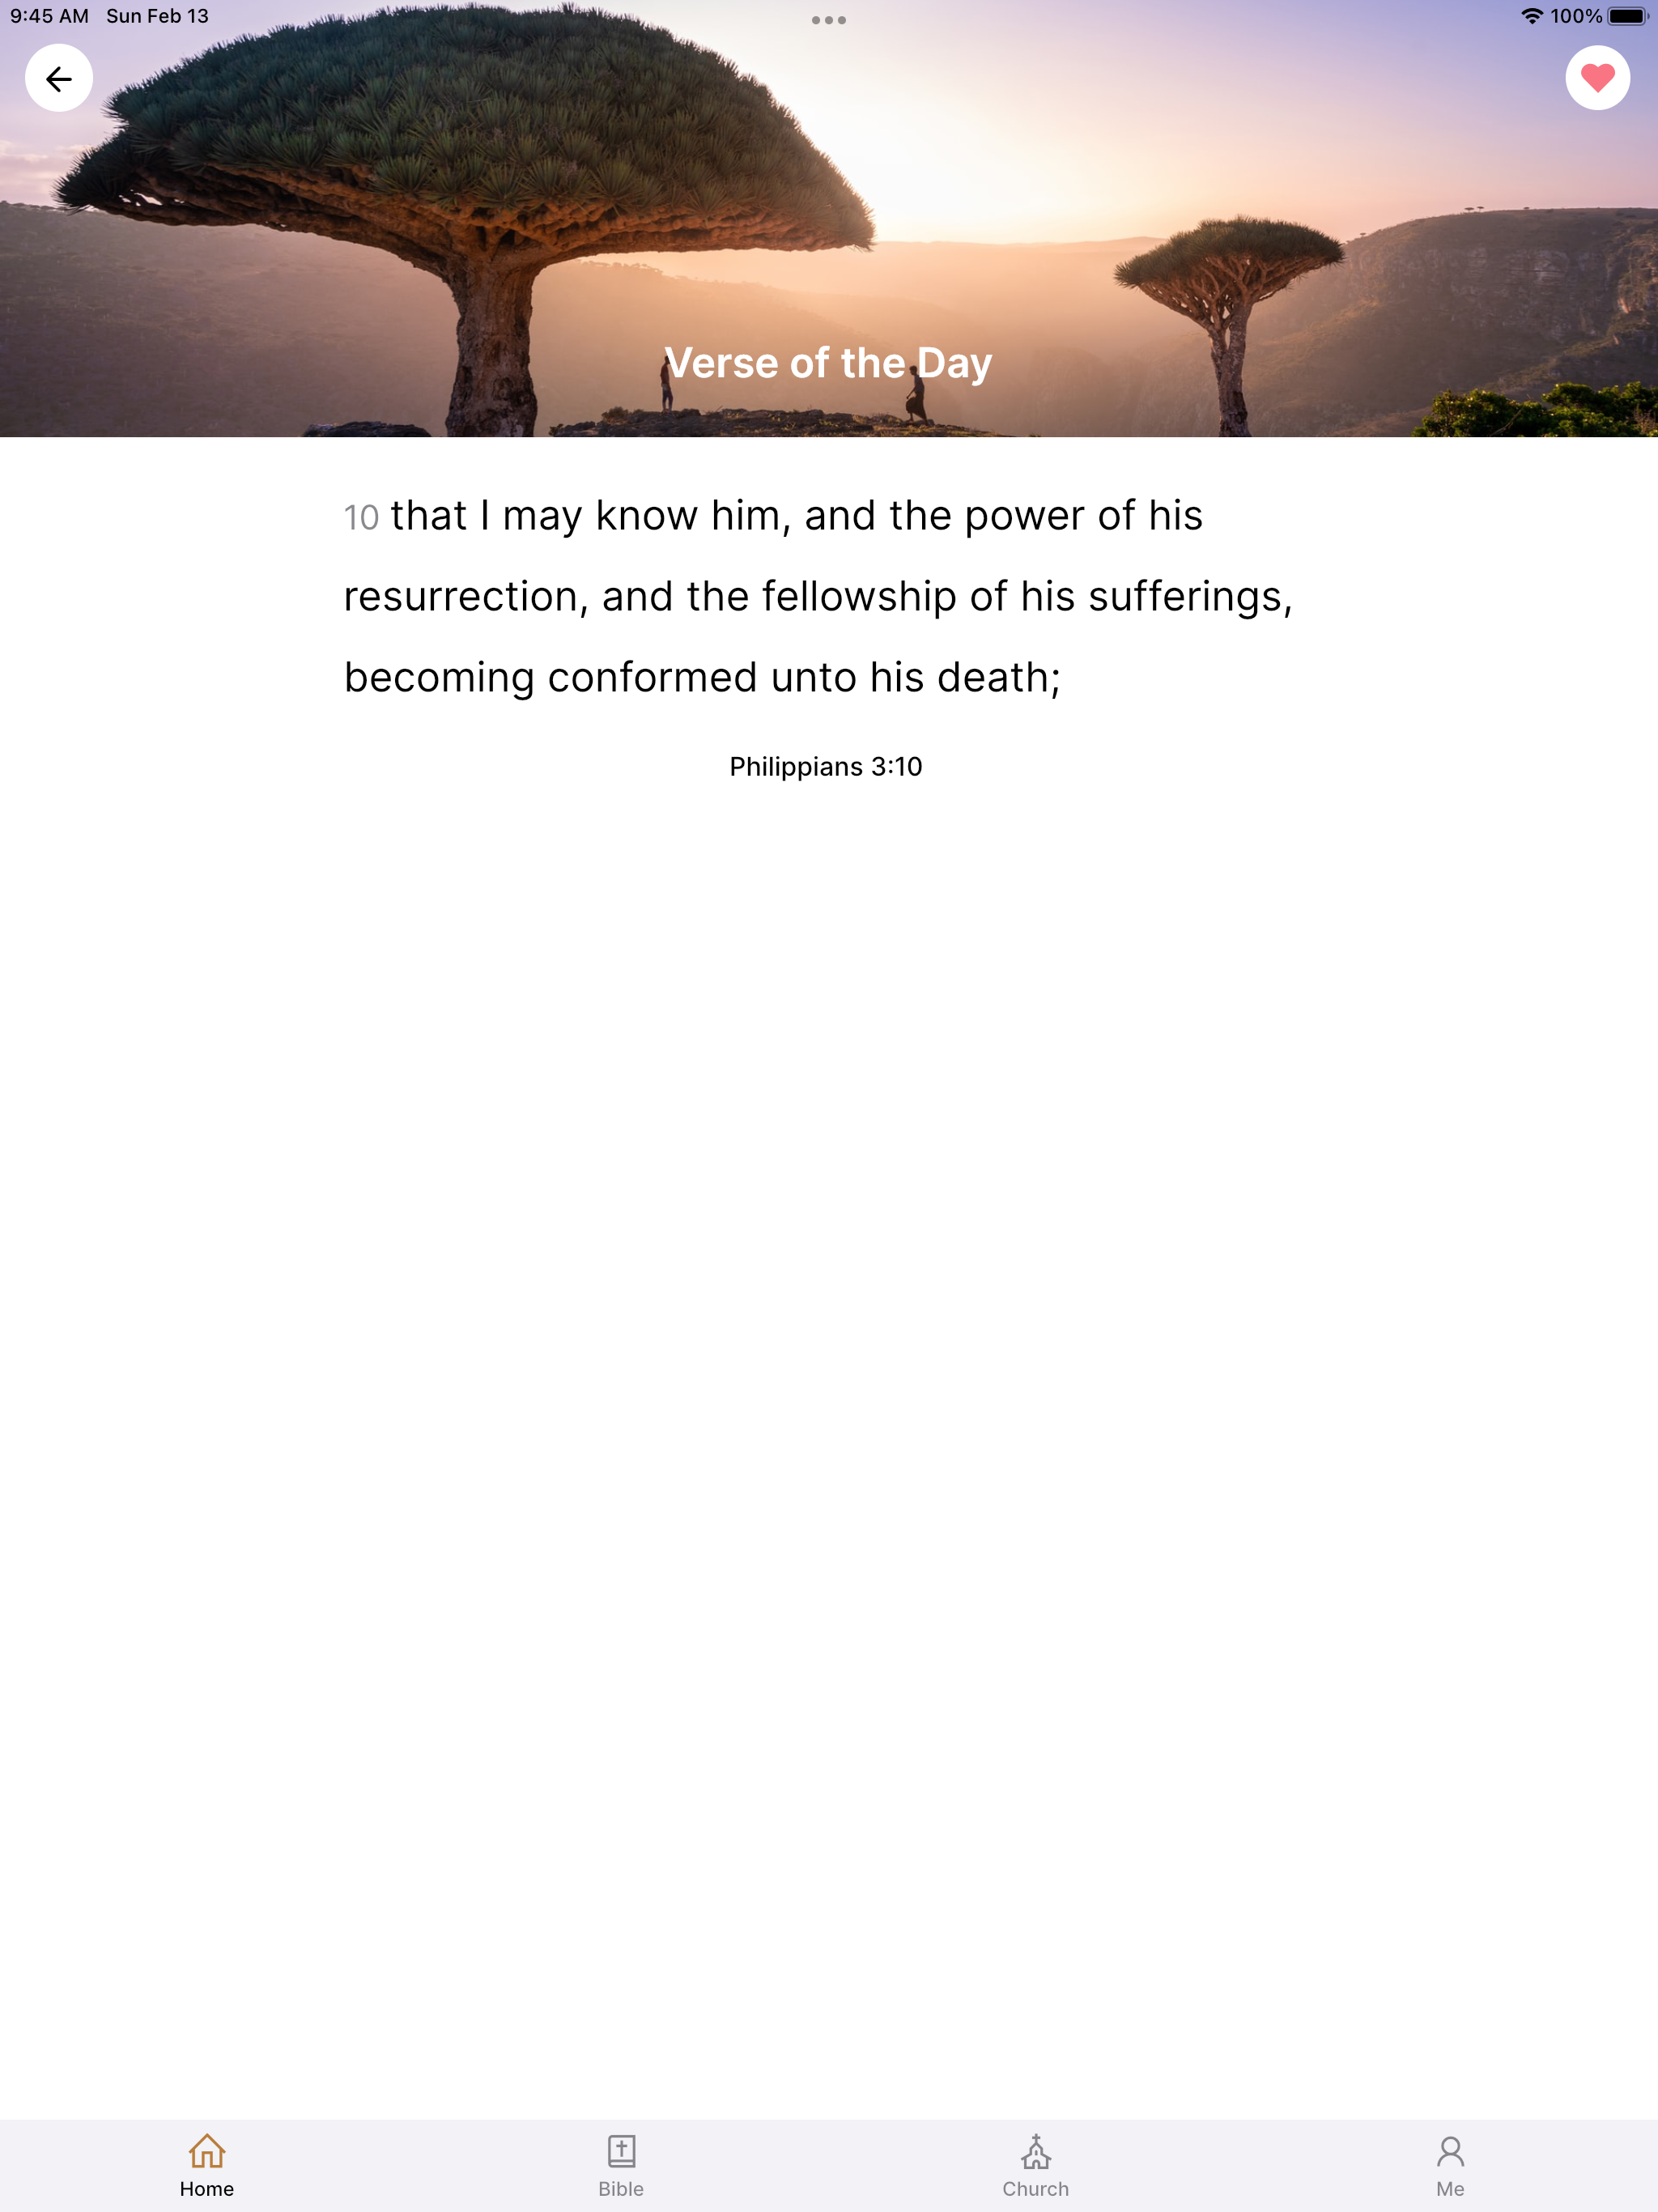 9:45 AM Sun Feb 13
100%
Verse of the Day
10 that I may know him, and the power of his
resurrection, and the fellowship of his sufferings,
becoming conformed unto his death;
Philippians 3:10
Home
Bible
Church
Me